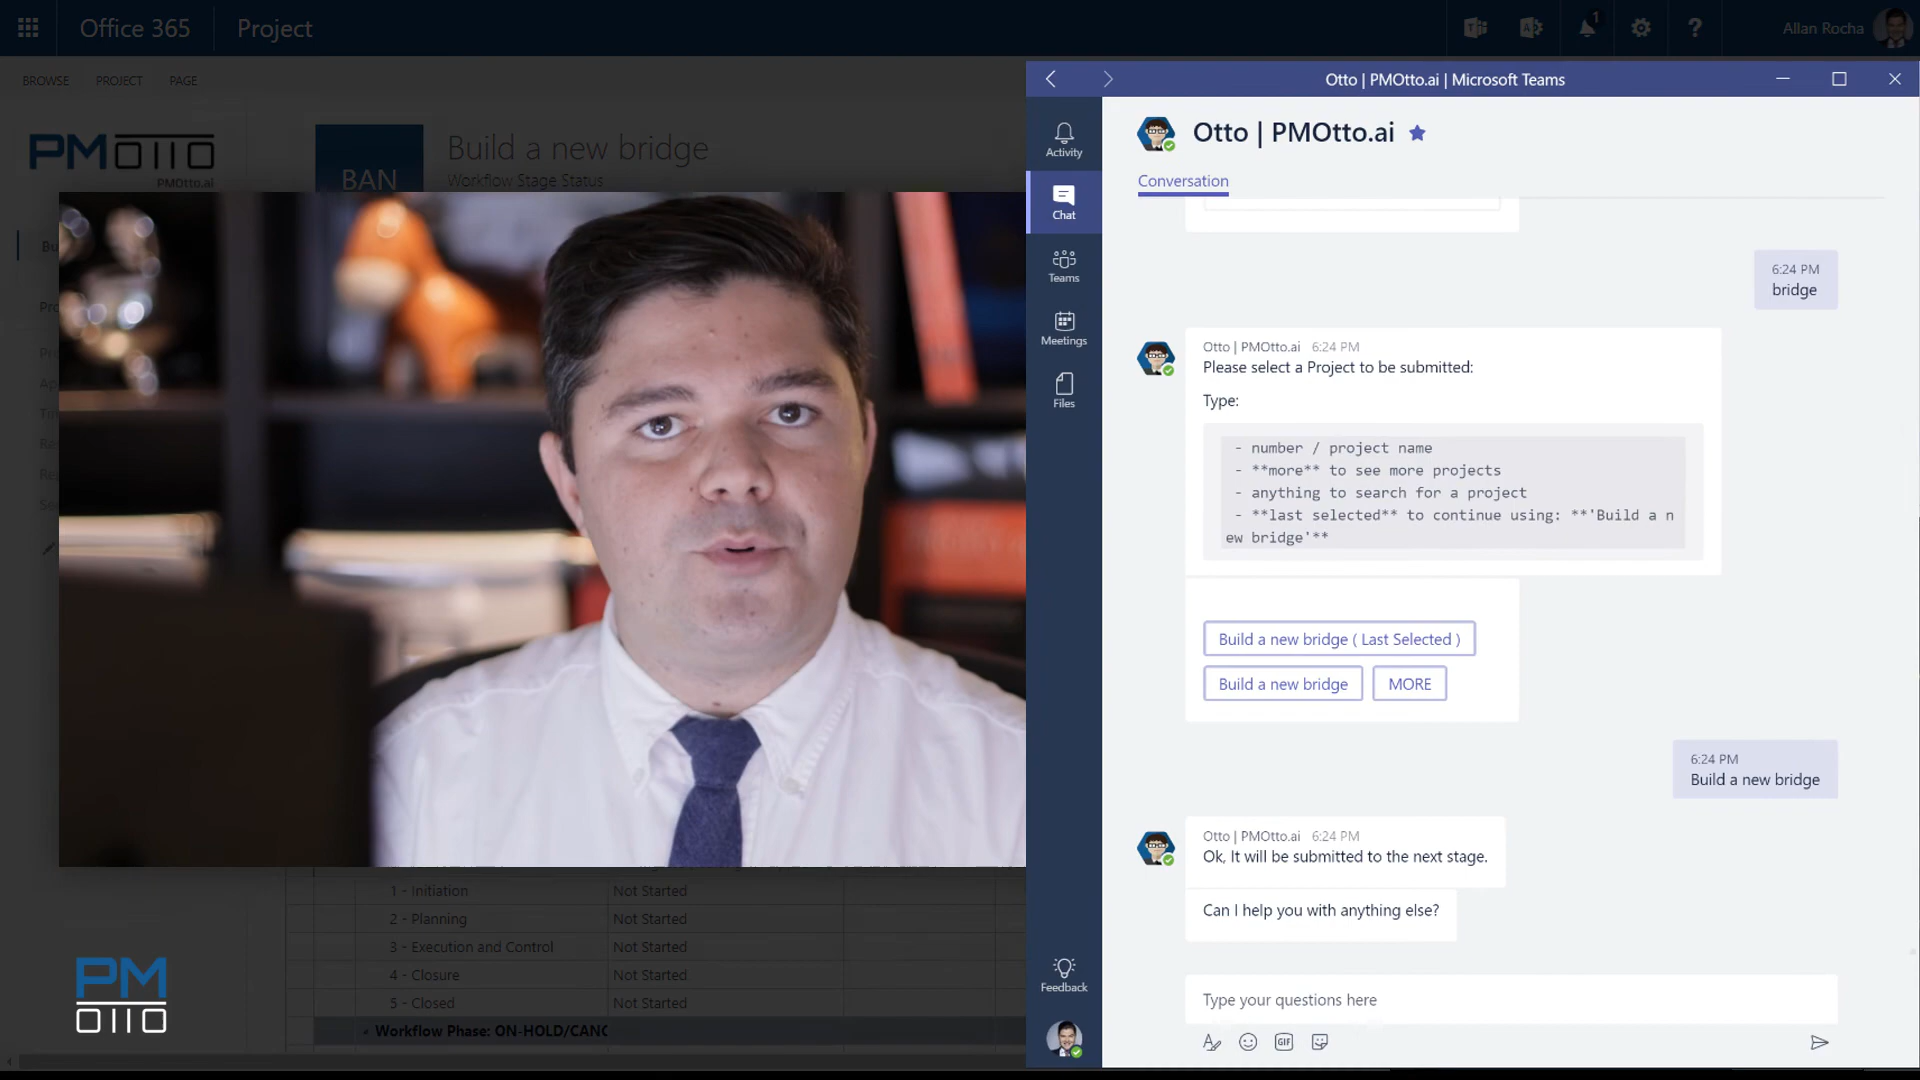 Office 365
Project
1
Allan Rocha
BROWSE
PROJECT
PAGE
PMOTTO
PMOtto.ai
BAN
Build a new bridge
Workflow Stage Status
1 - Initiation
Not Started
2 - Planning
Not Started
3 - Execution and Control
Not Started
4 - Closure
Not Started
5 - Closed
Not Started
Workflow Phase: ON-HOLD/CANC
PM
OTTO
Otto | PMOtto.ai | Microsoft Teams
Activity
Chat
Teams
Meetings
Files
Feedback
Otto | PMOtto.ai
Conversation
6:24 PM
bridge
Otto | PMOtto.ai 6:24 PM
Please select a Project to be submitted:
Type:
- number / project name
- **more** to see more projects
- anything to search for a project
- **last selected** to continue using: **'Build a n
ew bridge'**
Build a new bridge ( Last Selected )
Build a new bridge
MORE
6:24 PM
Build a new bridge
Otto | PMOtto.ai 6:24 PM
Ok, It will be submitted to the next stage.
Can I help you with anything else?
Type your questions here
GIF